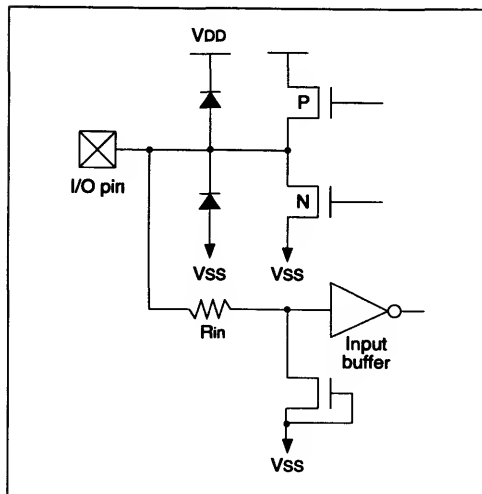 VDD
P
I/O pin
N
VSS
VSS
Rin
Input
buffer
VSS